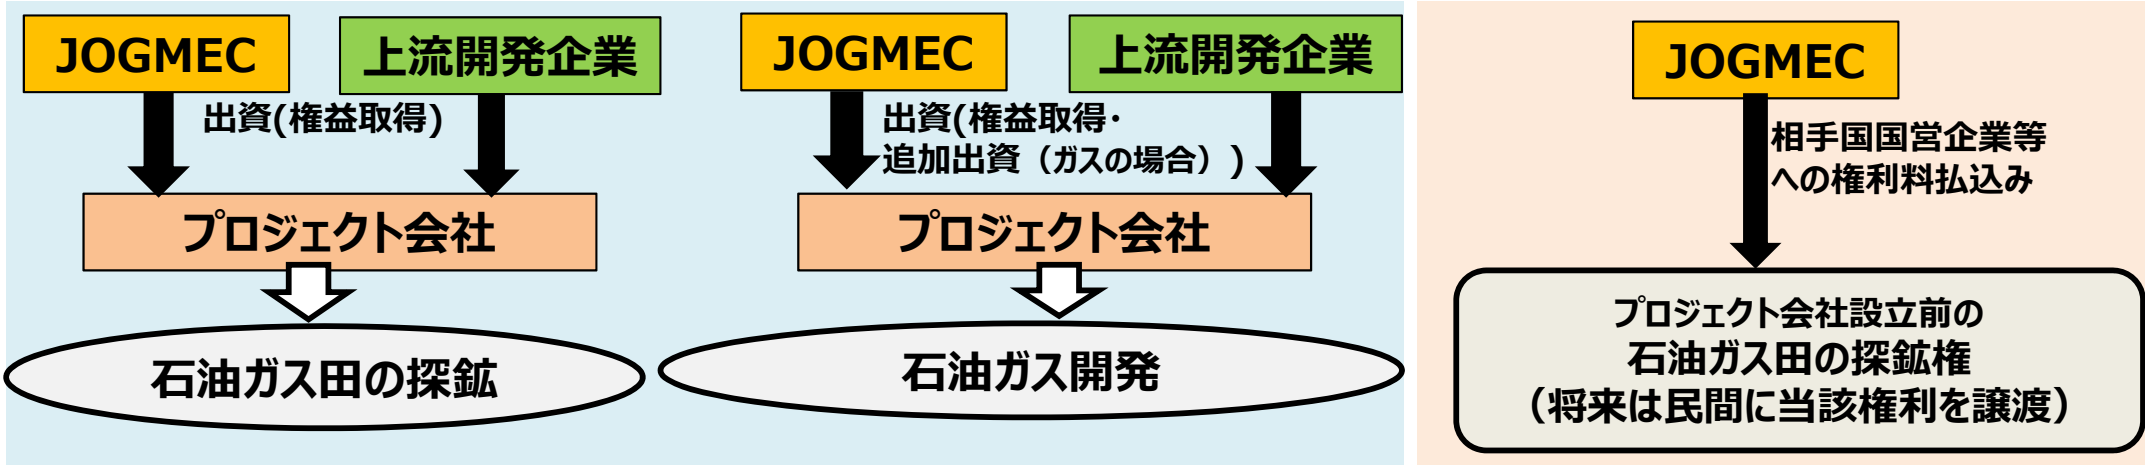 JOGMEC
上流開発企業
出資(権益取得)
プロジェクト会社
石油ガス田の探鉱
JOGMEC
上流開発企業
出資(権益取得・
追加出資（ガスの場合）)
プロジェクト会社
石油ガス開発
JOGMEC
相手国国営企業等
への権利料払込み
プロジェクト会社設立前の
石油ガス田の探鉱権
（将来は民間に当該権利を譲渡）